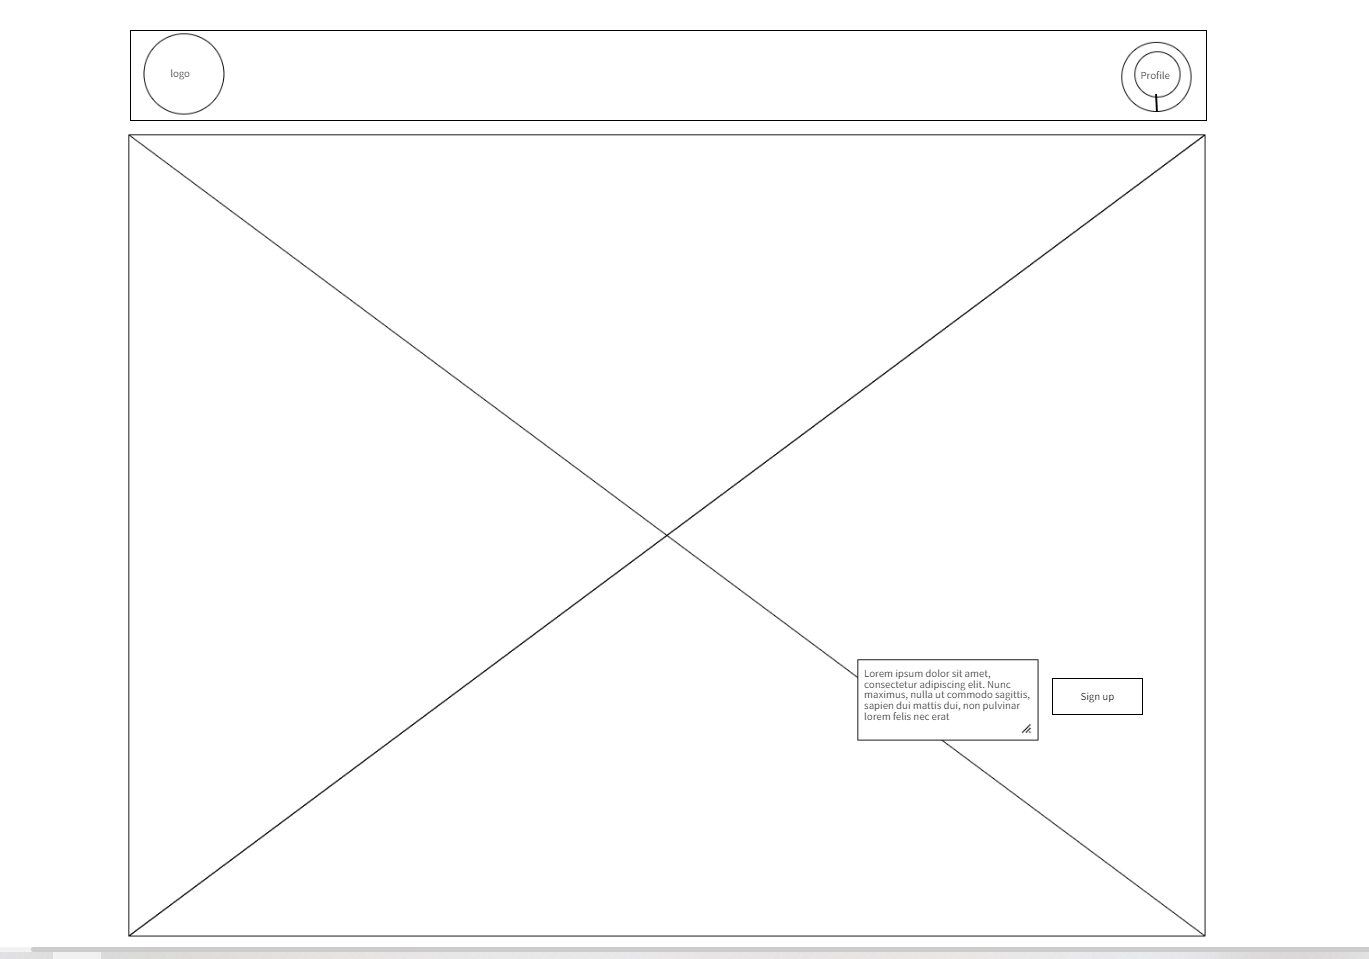 logo
Profile
Lorem ipsum dolor sit amet,
consectetur adipiscing elit. Nunc
maximus, nulla ut commodo sagittis,
sapien dui mattis dui, non pulvinar
lorem felis nec erat
Sign up